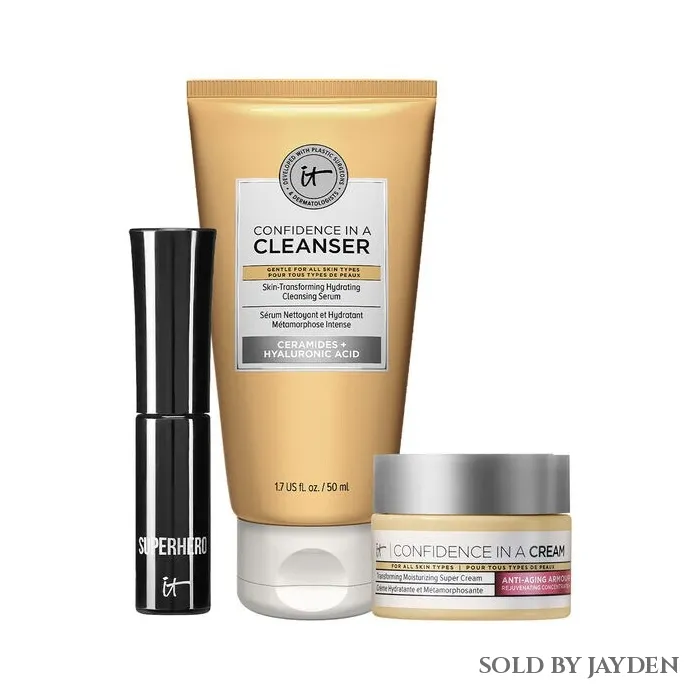 DEVELOPED WITH PLASTIC SURGEONS
& DERMATOLOGISTS
it
CONFIDENCE IN A
CLEANSER
GENTLE FOR ALL SKIN TYPES
POUR TOUS TYPES DE PEAUX
Skin-Transforming Hydrating
Cleansing Serum
Sérum Nettoyant et Hydratant
Métamorphose Intense
CERAMIDES +
HYALURONIC ACID
1.7 US fl. oz. / 50 mL
SUPERHERO
it
it CONFIDENCE IN A CREAM
FOR ALL SKIN TYPES | POUR TOUS TYPES DE PEAUX
Transforming Moisturizing Super Cream
Crème Hydratante et Métamorphosante
ANTI-AGING ARMOUR
REJUVENATING CONCENTRATE
SOLD BY JAYDEN